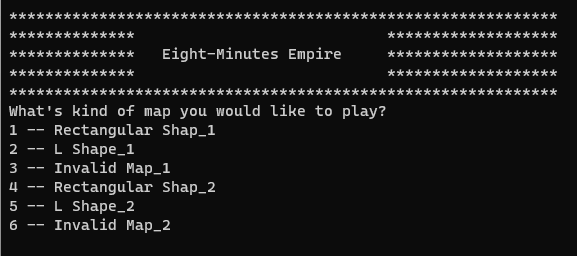 *************************************************************
**************                            *******************
**************   Eight-Minutes Empire     *******************
**************                            *******************
*************************************************************
What's kind of map you would like to play?
1 -- Rectangular Shap_1
2 -- L Shape_1
3 -- Invalid Map_1
4 -- Rectangular Shap_2
5 -- L Shape_2
6 -- Invalid Map_2